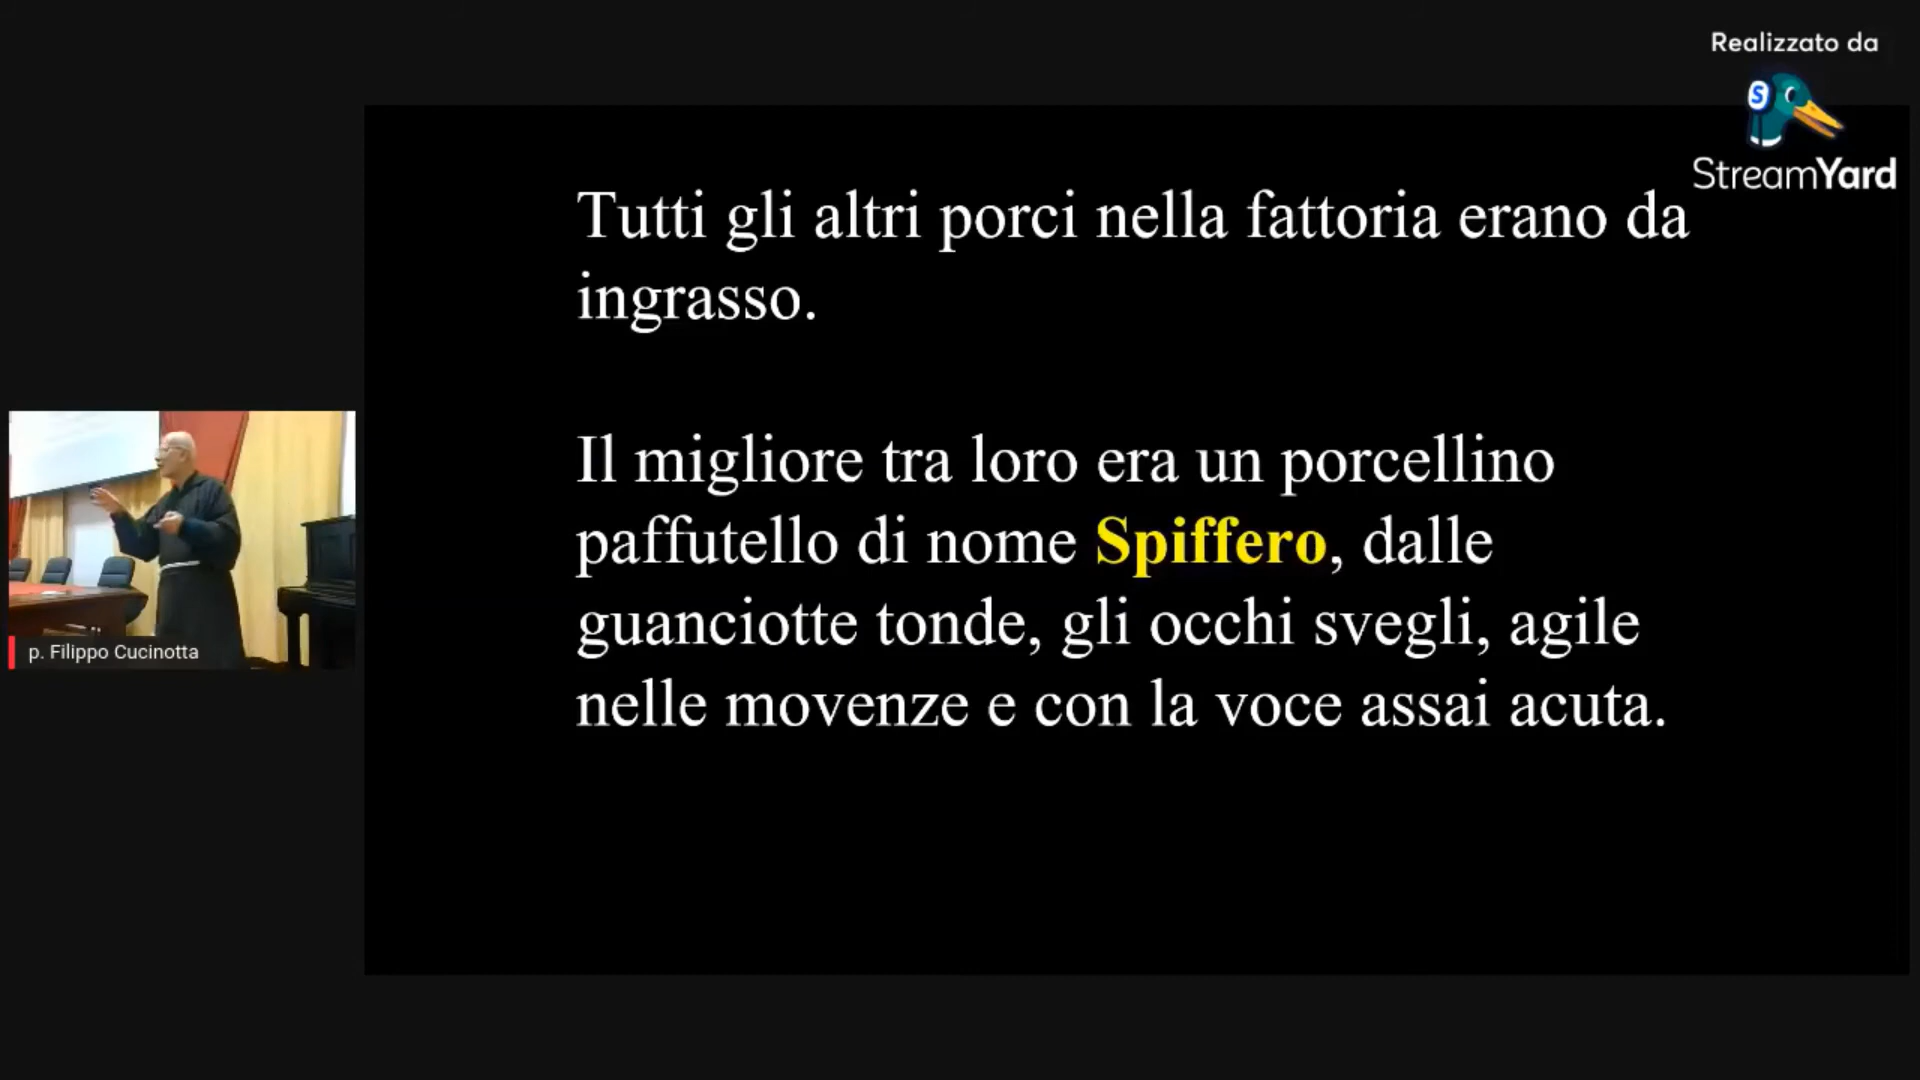 Realizzato da
StreamYard
Tutti gli altri porci nella fattoria erano da
ingrasso.
Il migliore tra loro era un porcellino
paffutello di nome Spiffero, dalle
guanciotte tonde, gli occhi svegli, agile
nelle movenze e con la voce assai acuta.
p. Filippo Cucinotta